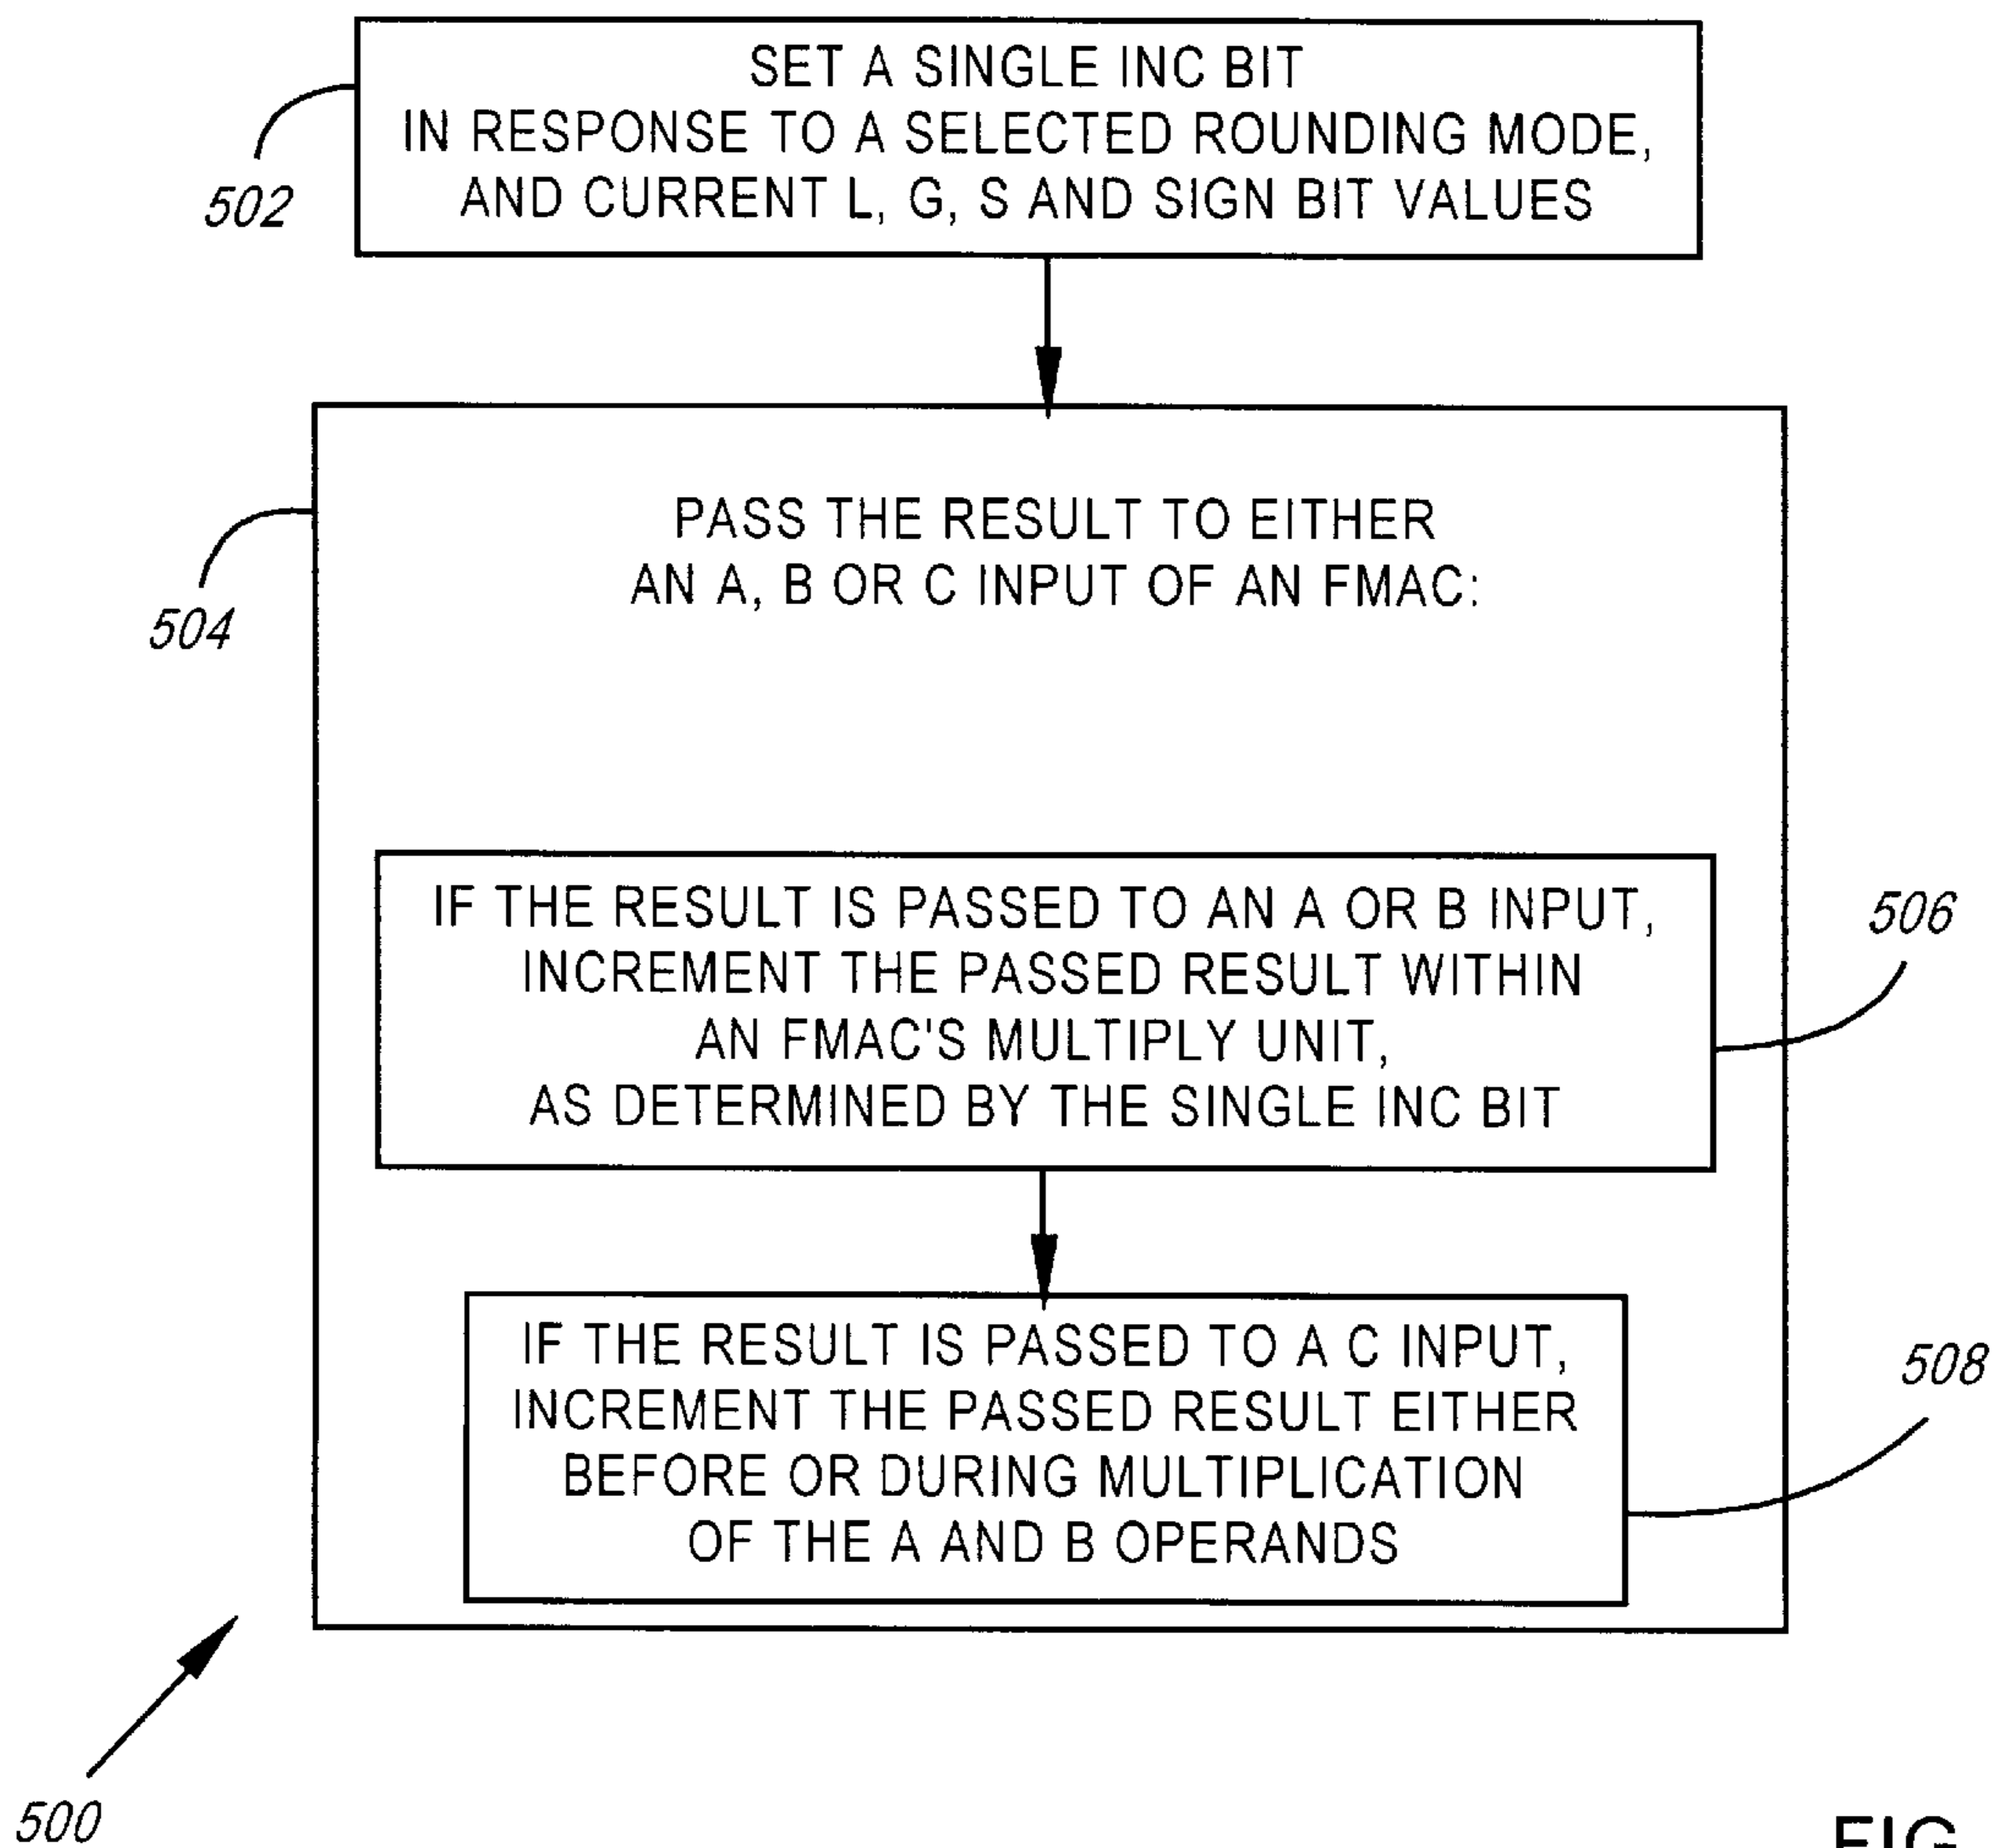 SET A SINGLE INC BIT
IN RESPONSE TO A SELECTED ROUNDING MODE,
AND CURRENT L, G, S AND SIGN BIT VALUES
502
PASS THE RESULT TO EITHER
AN A, B OR C INPUT OF AN FMAC:
504
IF THE RESULT IS PASSED TO AN A OR B INPUT,
INCREMENT THE PASSED RESULT WITHIN
AN FMAC'S MULTIPLY UNIT,
AS DETERMINED BY THE SINGLE INC BIT
506
IF THE RESULT IS PASSED TO A C INPUT,
INCREMENT THE PASSED RESULT EITHER
BEFORE OR DURING MULTIPLICATION
OF THE A AND B OPERANDS
508
500
FIG